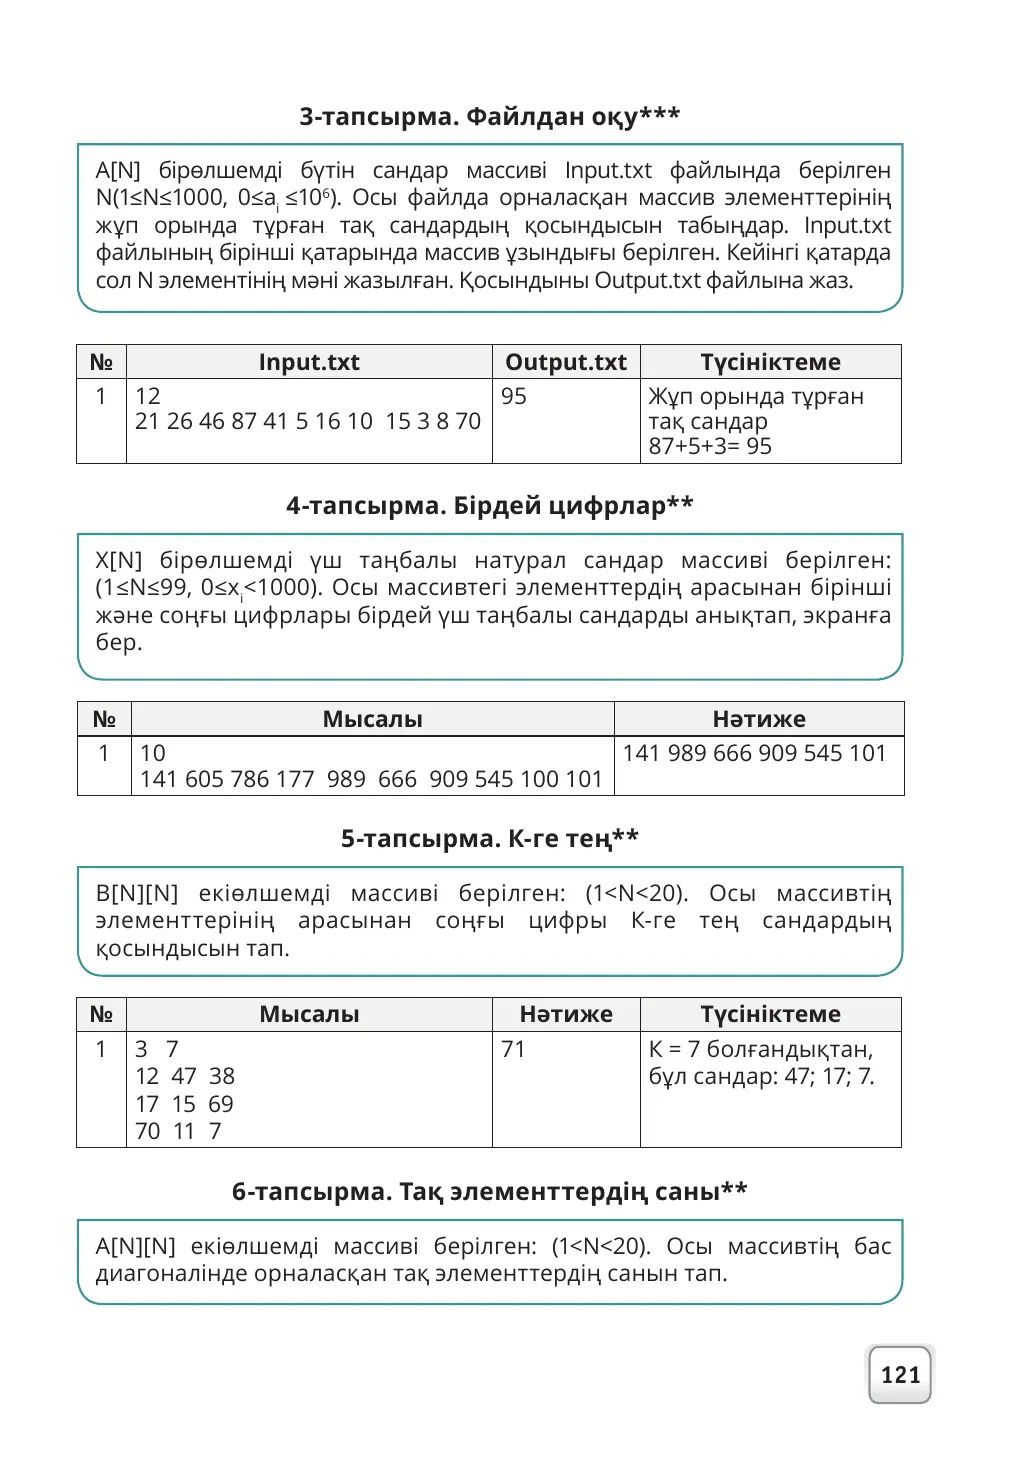 3-тапсырма. Файлдан оқу***
A[N] бірөлшемді бүтін сандар массиві Input.txt файлында берілген
N(1≤N≤1000, 0≤aᵢ ≤10⁶). Осы файлда орналасқан массив элементтерінің
жұп орында тұрған тақ сандардың қосындысын табыңдар. Input.txt
файлының бірінші қатарында массив ұзындығы берілген. Кейінгі қатарда
сол N элементінің мәні жазылған. Қосындыны Output.txt файлына жаз.
№ Input.txt Output.txt Түсініктеме
1 12 95 Жұп орында тұрған
21 26 46 87 41 5 16 10 15 3 8 70 тақ сандар
87+5+3= 95
4-тапсырма. Бірдей цифрлар**
X[N] бірөлшемді үш таңбалы натурал сандар массиві берілген:
(1≤N≤99, 0≤xᵢ<1000). Осы массивтегі элементтердің арасынан бірінші
және соңғы цифрлары бірдей үш таңбалы сандарды анықтап, экранға
бер.
№ Мысалы Нәтиже
1 10 141 989 666 909 545 101
141 605 786 177 989 666 909 545 100 101
5-тапсырма. К-ге тең**
B[N][N] екіөлшемді массиві берілген: (1<N<20). Осы массивтің
элементтерінің арасынан соңғы цифры К-ге тең сандардың
қосындысын тап.
№ Мысалы Нәтиже Түсініктеме
1 3 7 71 К = 7 болғандықтан,
12 47 38 бұл сандар: 47; 17; 7.
17 15 69
70 11 7
6-тапсырма. Тақ элементтердің саны**
A[N][N] екіөлшемді массиві берілген: (1<N<20). Осы массивтің бас
диагоналінде орналасқан тақ элементтердің санын тап.
121